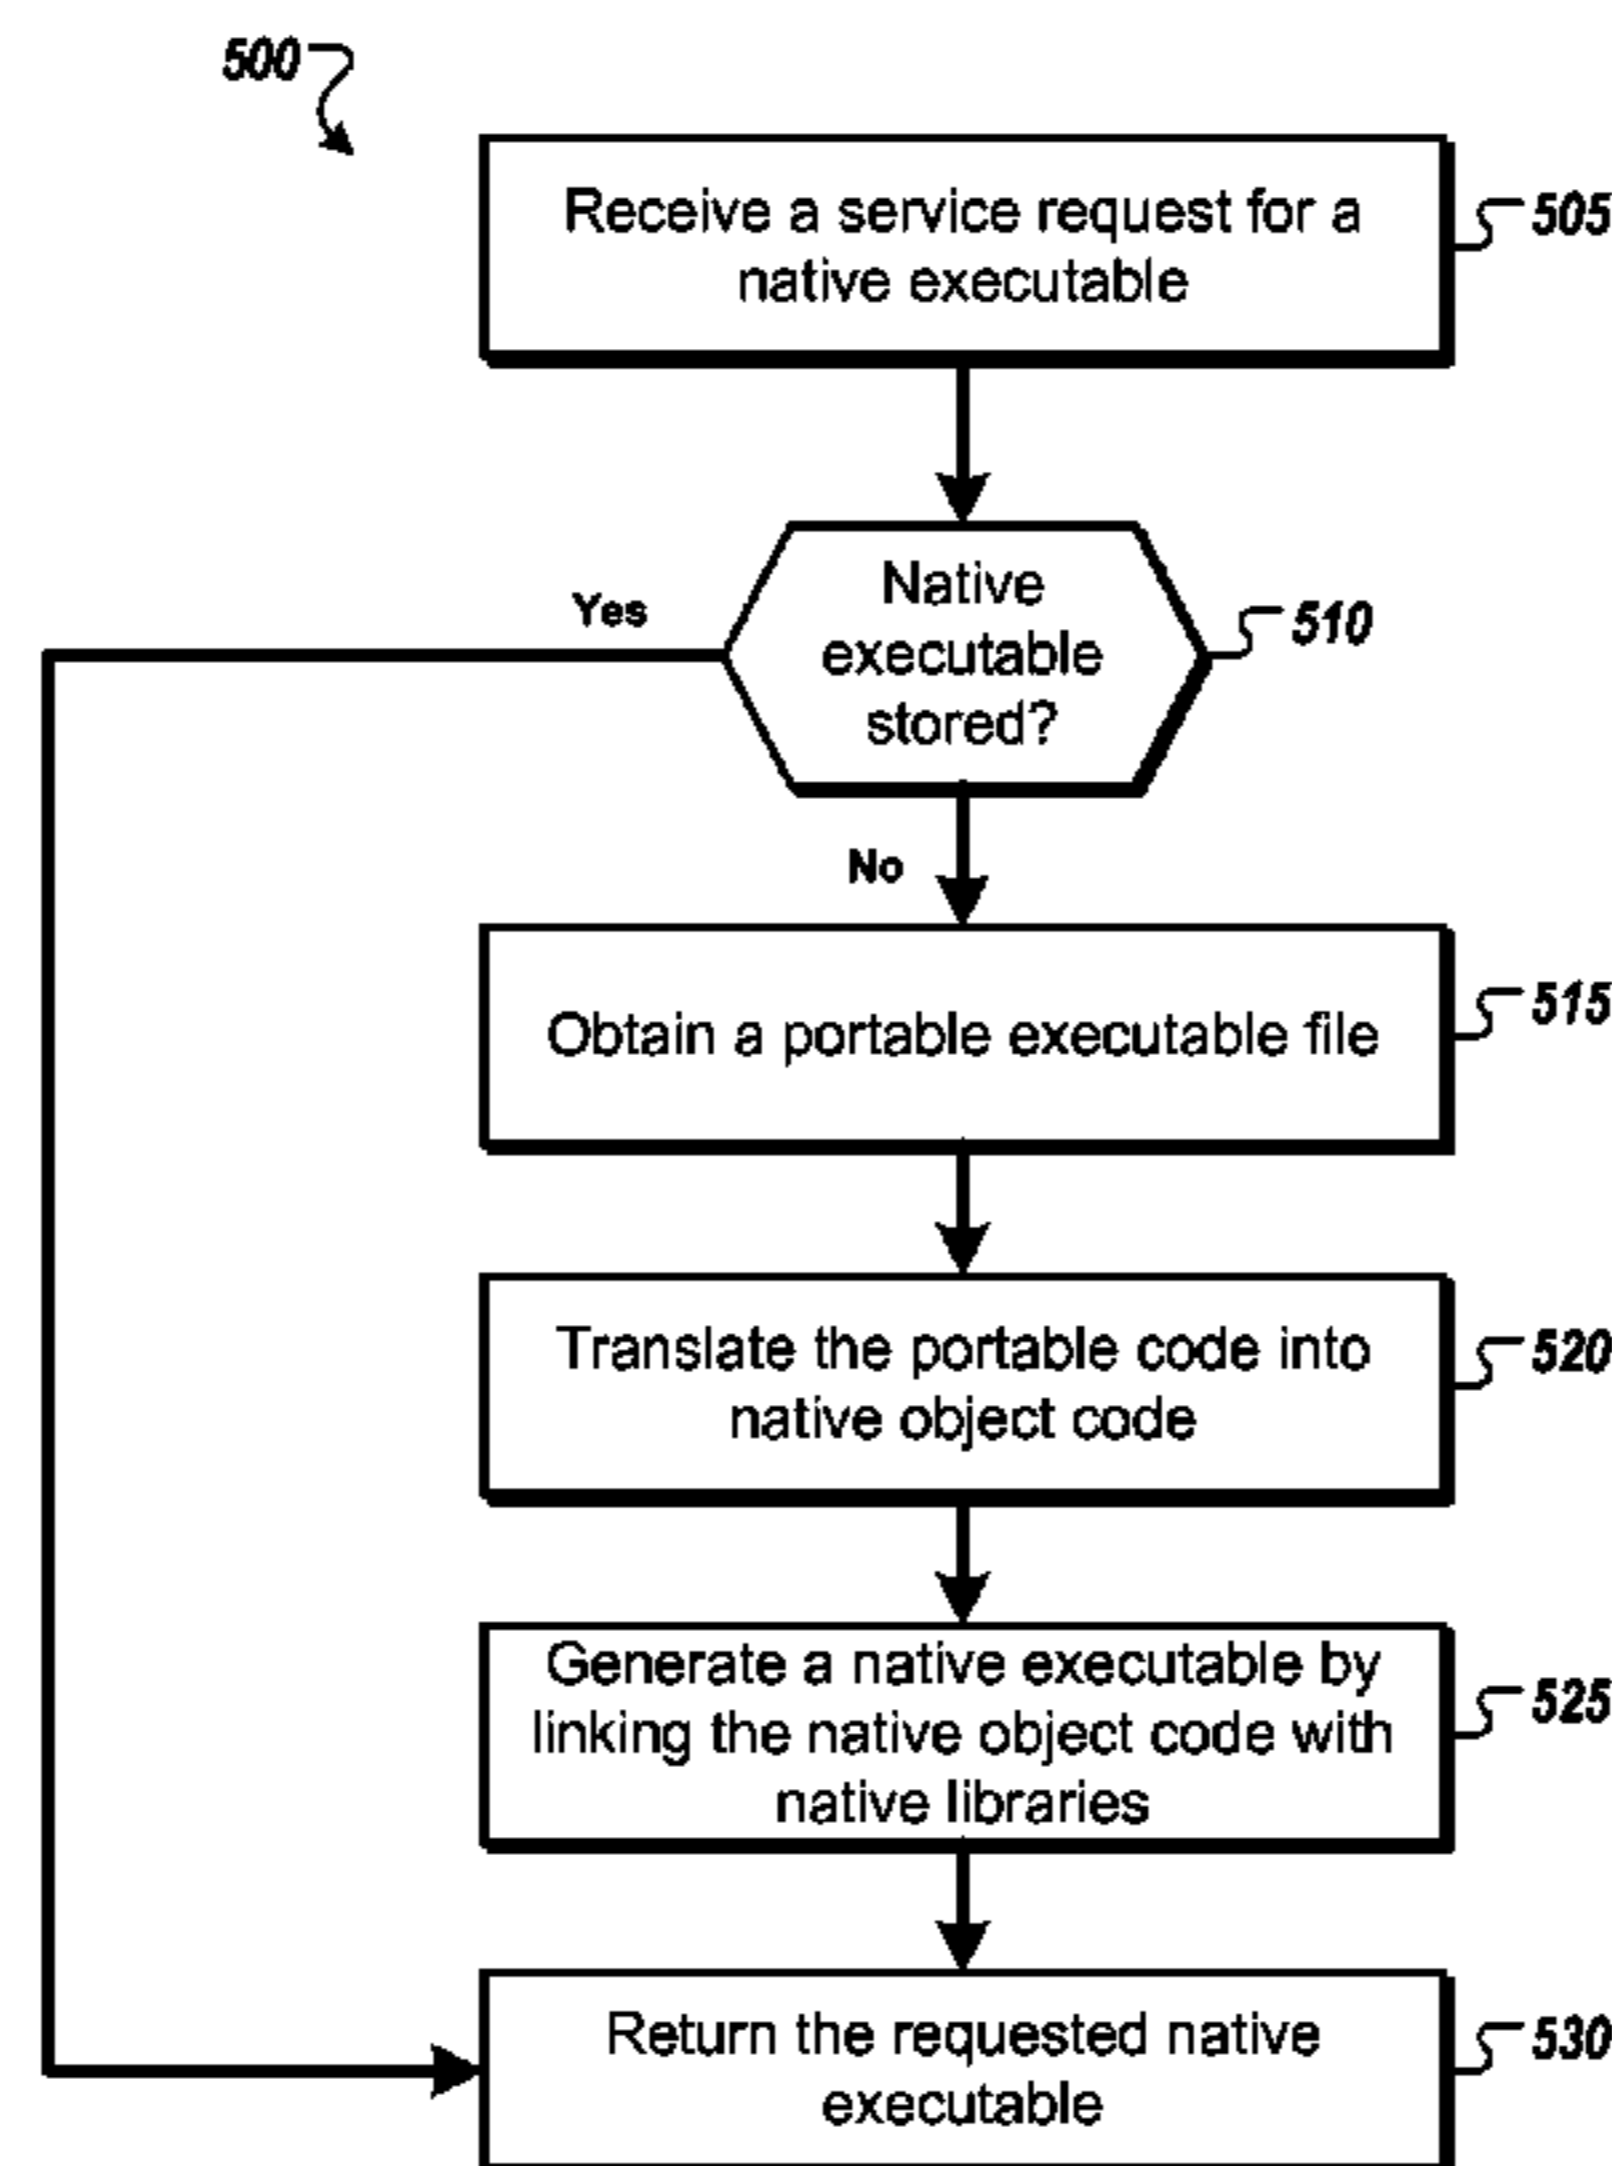 500
Receive a service request for a
native executable
505
Native
executable
stored?
510
Yes
No
Obtain a portable executable file
515
Translate the portable code into
native object code
520
Generate a native executable by
linking the native object code with
native libraries
525
Return the requested native
executable
530